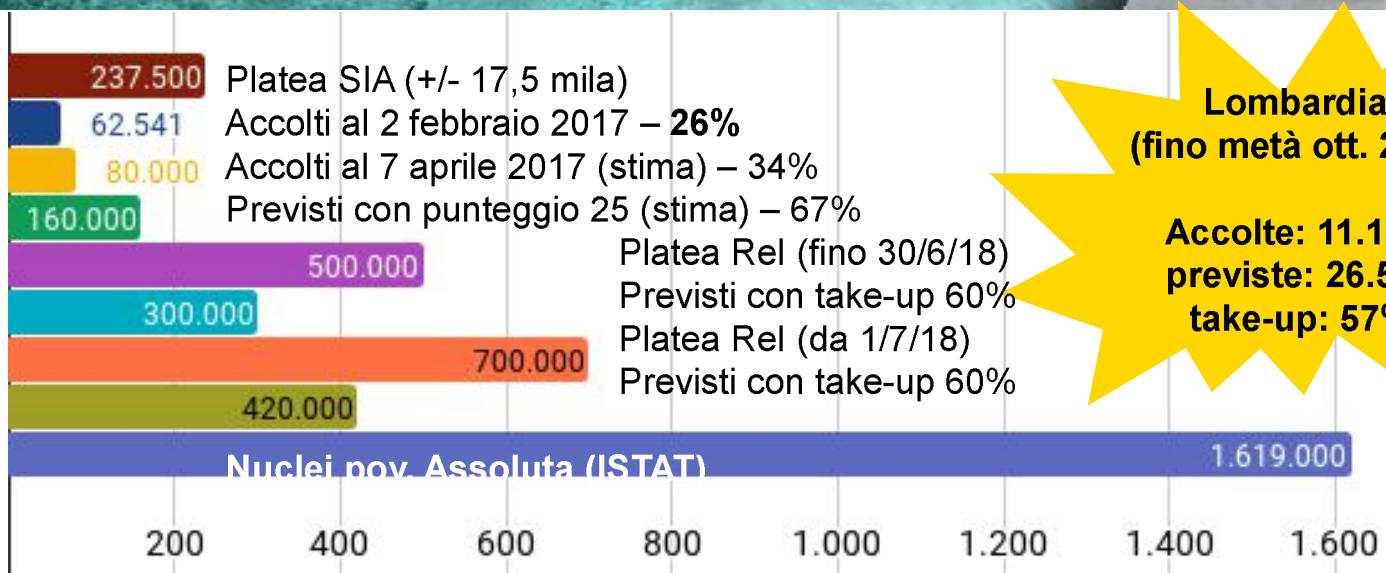 237.500 Platea SIA (+/- 17,5 mila)
62.541 Accolti al 2 febbraio 2017 – 26%
80.000 Accolti al 7 aprile 2017 (stima) – 34%
160.000 Previsti con punteggio 25 (stima) – 67%
500.000 Platea Rel (fino 30/6/18)
300.000 Previsti con take-up 60%
700.000 Platea Rel (da 1/7/18)
420.000 Previsti con take-up 60%
Nuclei pov. Assoluta (ISTAT) 1.619.000
200 400 600 800 1.000 1.200 1.400 1.600
Lombardia
(fino metà ott.
Accolte:
previste:
take-up: